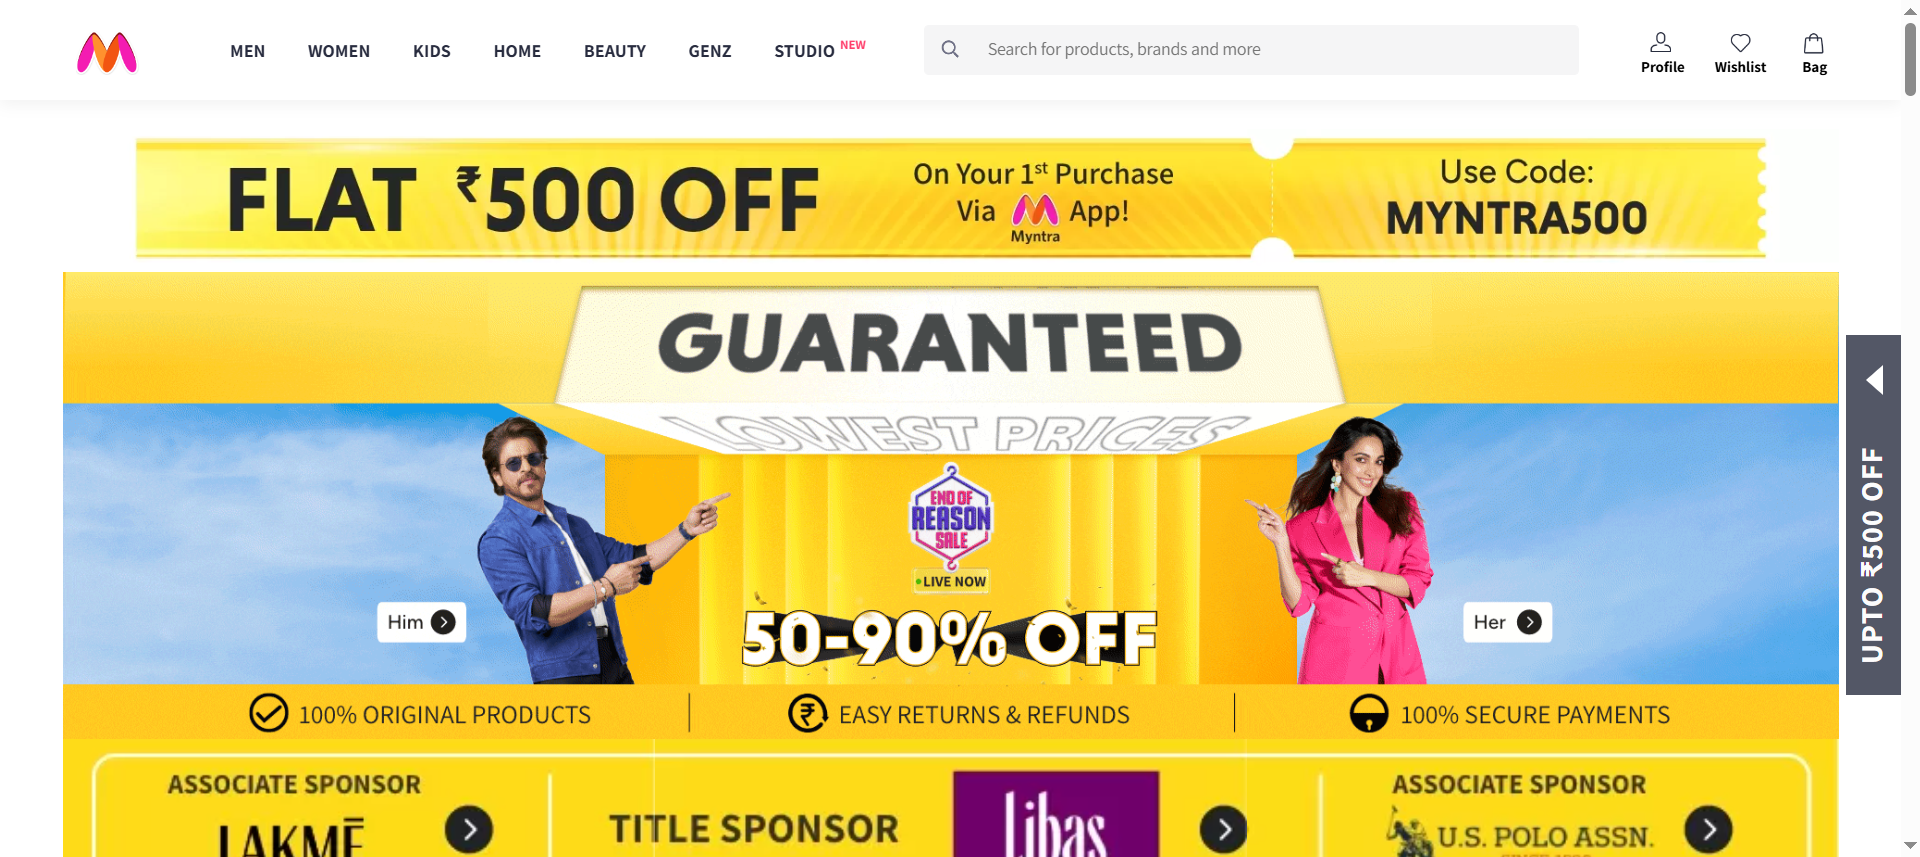 MEN WOMEN KIDS HOME BEAUTY GENZ STUDIO NEW
Search for products, brands and more
Profile Wishlist Bag
FLAT ₹500 OFF
On Your 1st Purchase
Via Myntra App!
Use Code:
MYNTRA500
GUARANTEED
LOWEST PRICES
END OF
REASON
SALE
LIVE NOW
50-90% OFF
Him
Her
UPTO ₹500 OFF
100% ORIGINAL PRODUCTS
EASY RETURNS & REFUNDS
100% SECURE PAYMENTS
ASSOCIATE SPONSOR
LAKMĒ
TITLE SPONSOR
libas
ASSOCIATE SPONSOR
U.S. POLO ASSN.